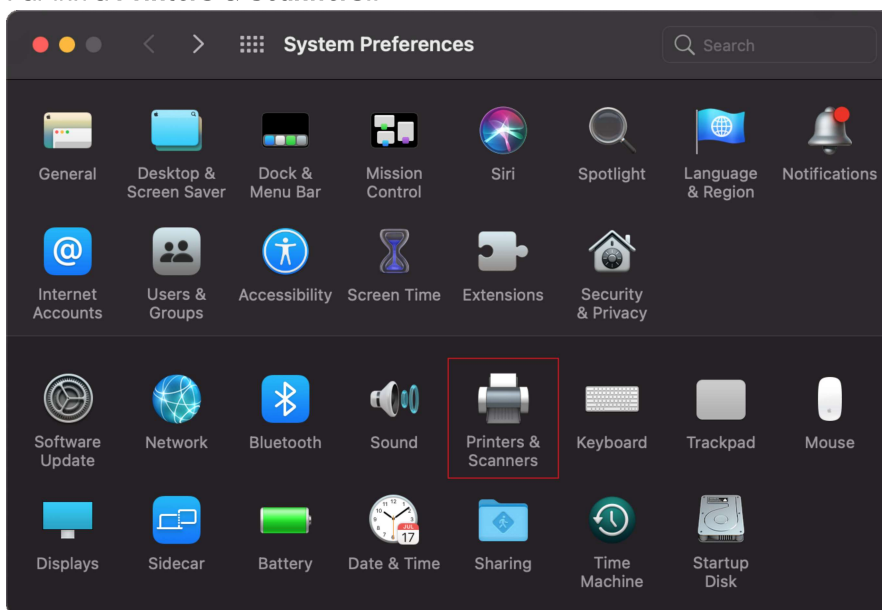 System Preferences
Search
General
Desktop &
Screen Saver
Dock &
Menu Bar
Mission
Control
Siri
Spotlight
Language
& Region
Notifications
Internet
Accounts
Users &
Groups
Accessibility
Screen Time
Extensions
Security
& Privacy
Software
Update
Network
Bluetooth
Sound
Printers &
Scanners
Keyboard
Trackpad
Mouse
Displays
Sidecar
Battery
JUL
17
Date & Time
Sharing
Time
Machine
Startup
Disk